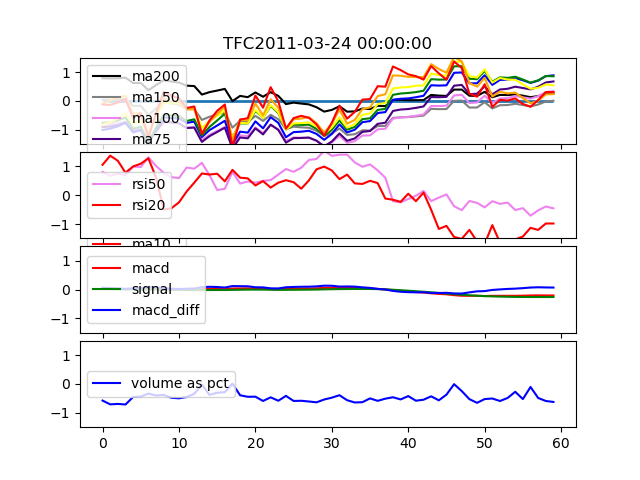 TFC2011-03-24 00:00:00
1
0
−1
ma200
ma150
ma100
ma75
1
0
−1
rsi50
rsi20
ma10
1
0
−1
macd
signal
macd_diff
1
0
−1
volume as pct
0 10 20 30 40 50 60